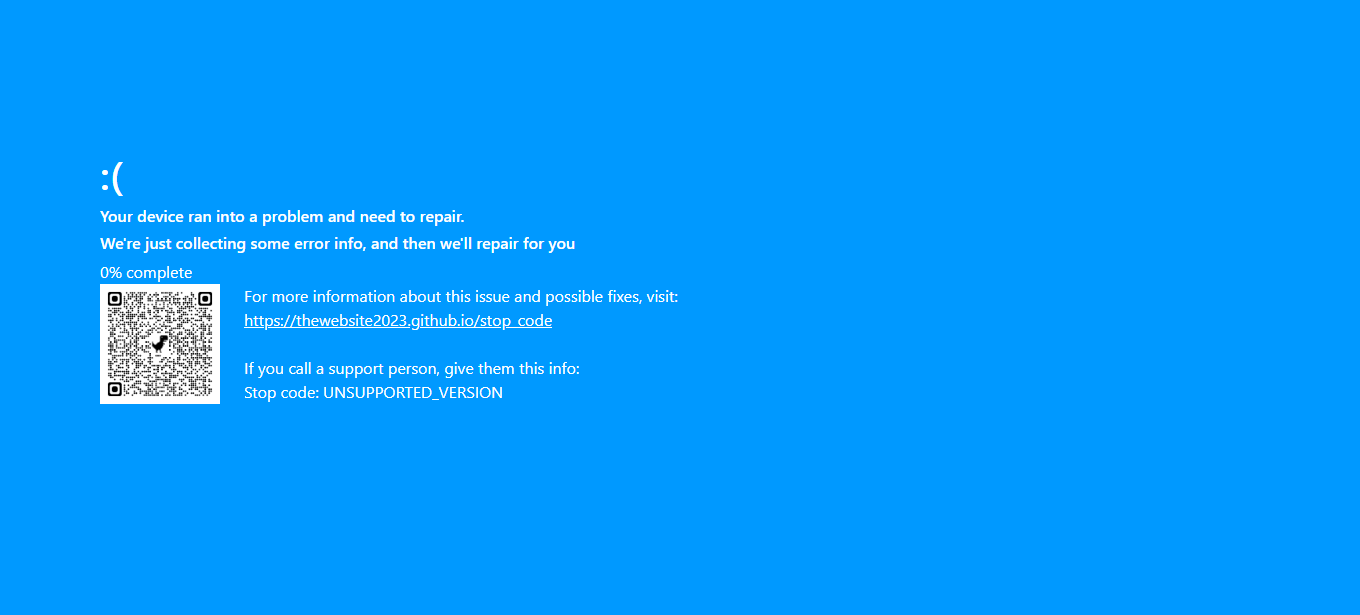 :(
Your device ran into a problem and need to repair.
We're just collecting some error info, and then we'll repair for you
0% complete
For more information about this issue and possible fixes, visit:
https://thewebsite2023.github.io/stop_code
If you call a support person, give them this info:
Stop code: UNSUPPORTED_VERSION